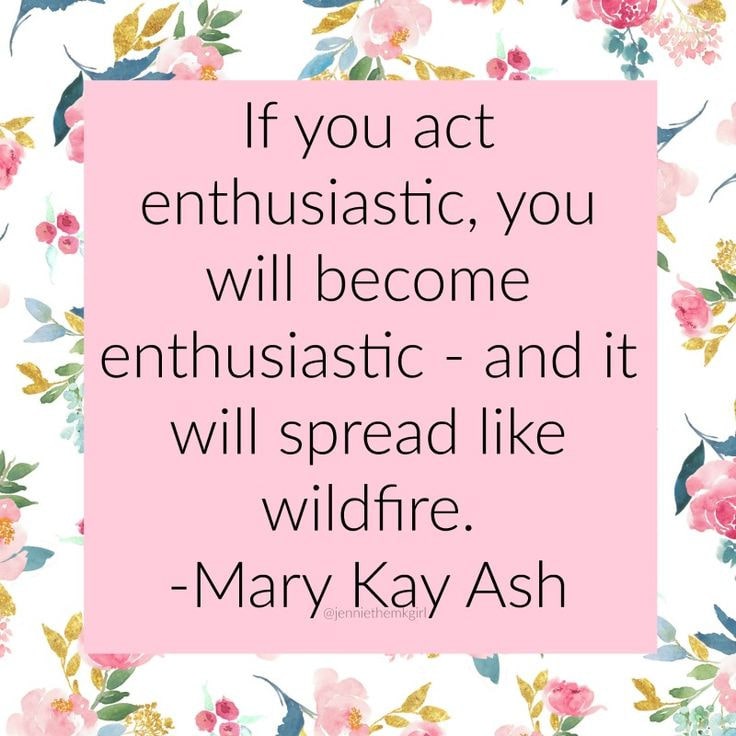 If you act
enthusiastic, you
will become
enthusiastic - and it
will spread like
wildfire.
-Mary Kay Ash
@jenniethemkgirl